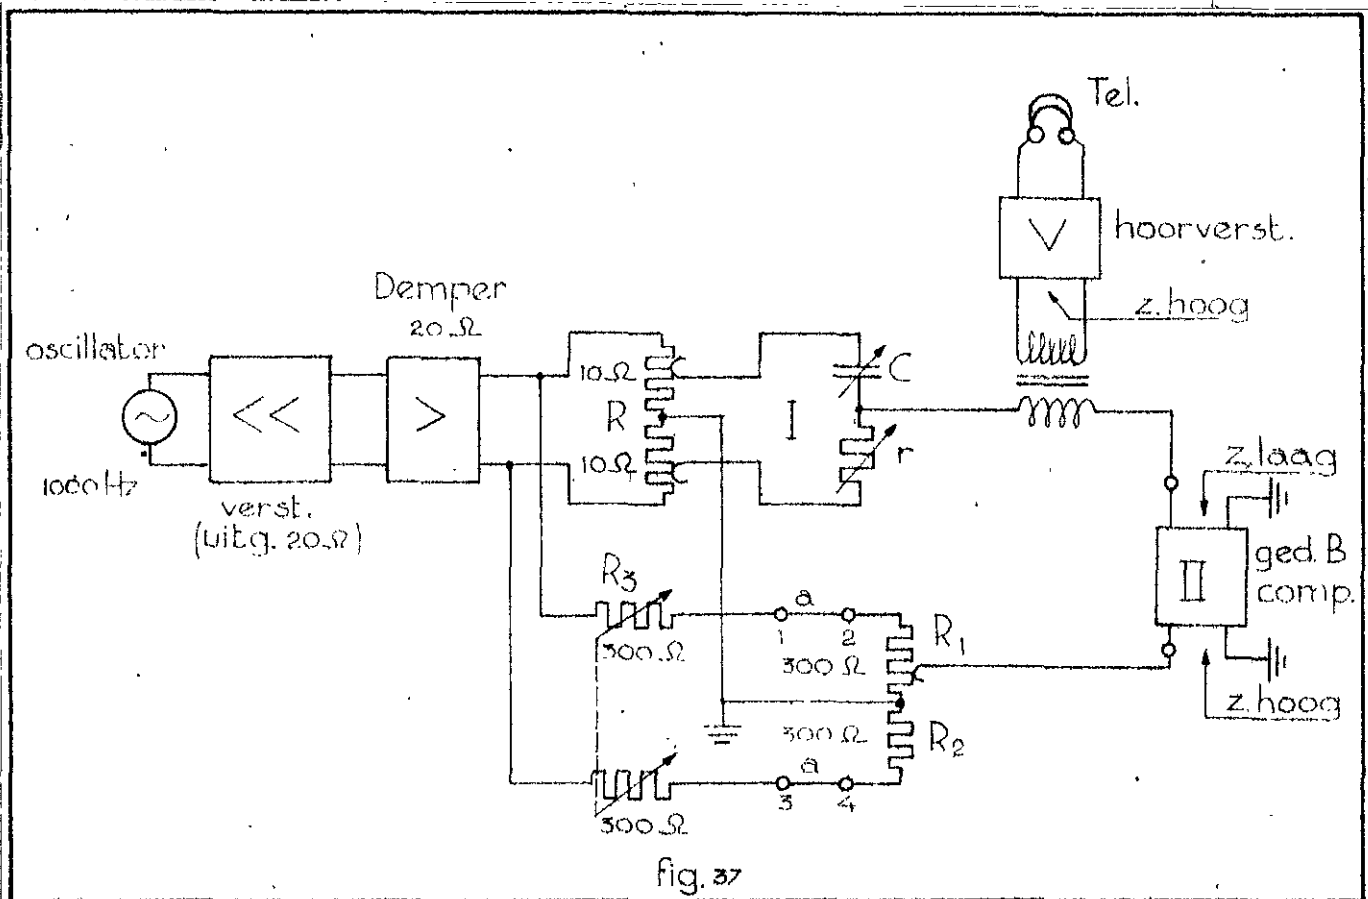 Tel.
hoorverst.
z. hoog
Demper
20 Ω
oscillator
1000 Hz
<<
>
V
verst.
(uitg. 20 Ω)
10 Ω
R
10 Ω
I
C
r
z. laag
II
ged. B
comp.
z. hoog
R3
300 Ω
a
1
2
300 Ω
R1
300 Ω
R2
a
3
4
300 Ω
fig. 37